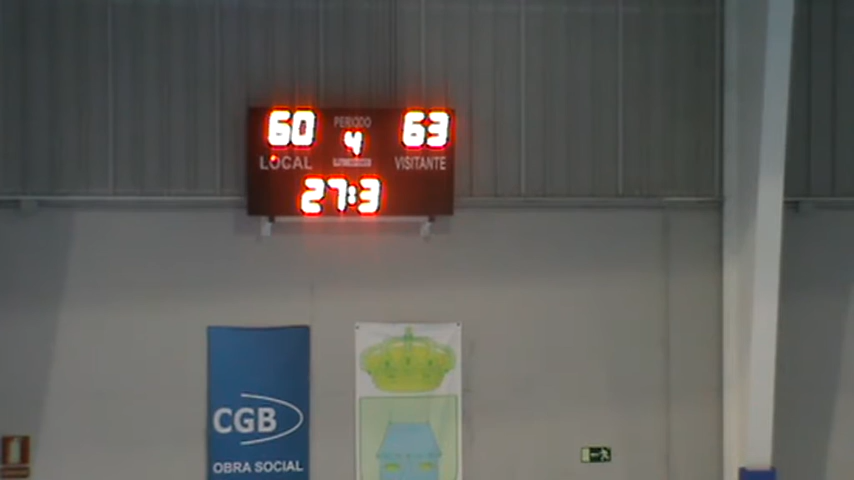 60 PERIODO 63
4
LOCAL VISITANTE
27:3
CGB
OBRA SOCIAL